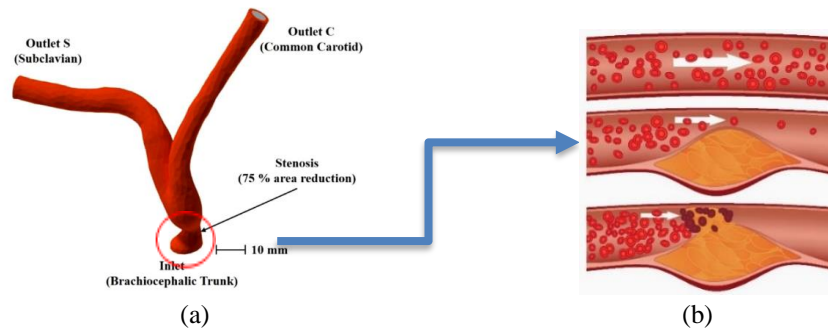 Outlet S
(Subclavian)
Outlet C
(Common Carotid)
Stenosis
(75 % area reduction)
10 mm
Inlet
(Brachiocephalic Trunk)
(a)
(b)